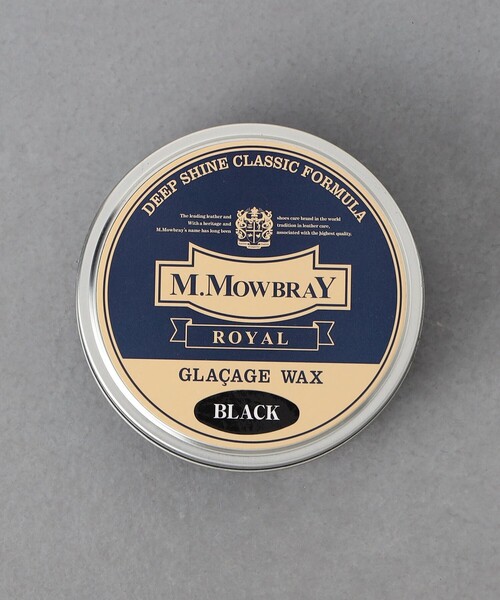 DEEP SHINE CLASSIC FORMULA
The leading leather and shoes care brand in the world
With a heritage and tradition in leather care,
M.Mowbray's name has long been associated with the highest quality.
M.MOWBRAY
ROYAL
GLAÇAGE WAX
BLACK